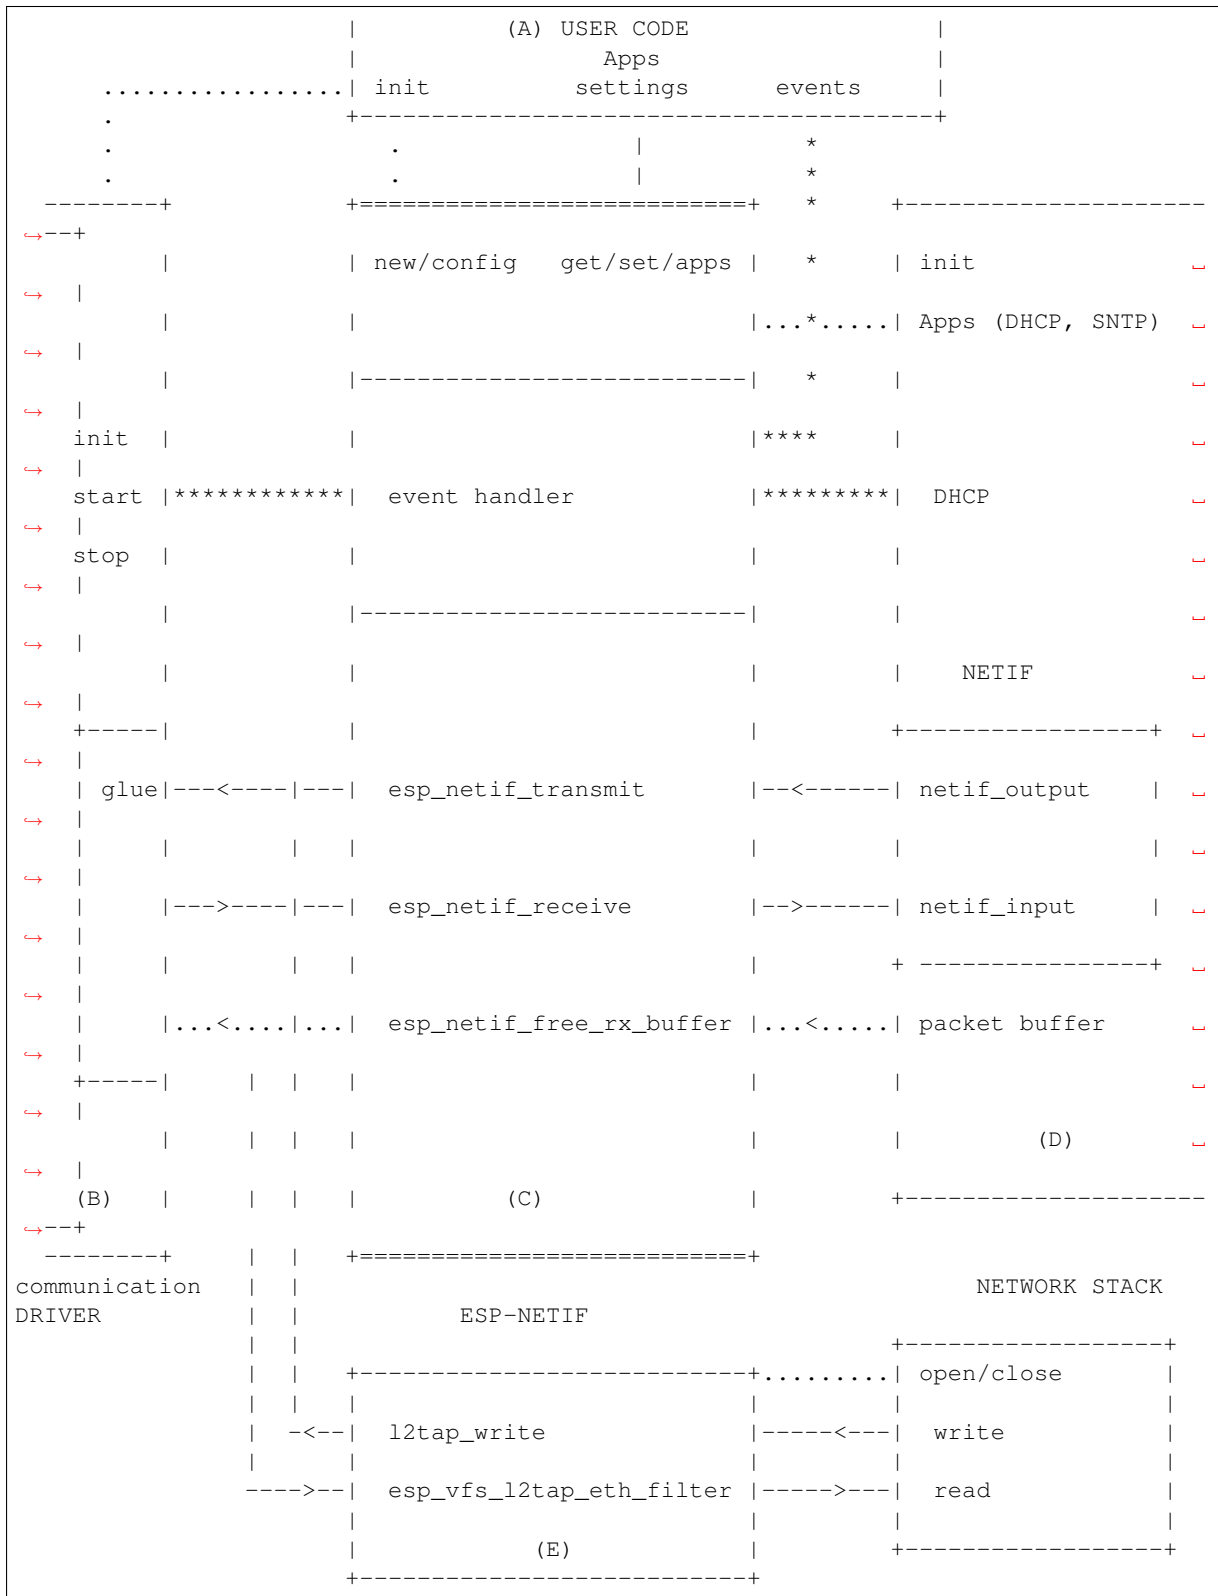 |          (A) USER CODE                 |
|                 Apps                   |
.................| init          settings      events     |
.                +----------------------------------------+
.                   .                |           *
.                   .                |           *
--------+            +===========================+   *     +---------------------
↪--+
|            | new/config   get/set/apps |   *     | init ␣
↪   |
|            |                           |...*.....| Apps (DHCP, SNTP) ␣
↪   |
|            |---------------------------|   *     | ␣
↪   |
init  |            |                           |****     | ␣
↪   |
start |************|  event handler            |*********|  DHCP ␣
↪   |
stop  |            |                           |         | ␣
↪   |
|            |---------------------------|         | ␣
↪   |
|            |                           |         |    NETIF ␣
↪   |
+-----|            |                           |         +-----------------+ ␣
↪   |
| glue|---<----|---|  esp_netif_transmit       |--<------| netif_output    | ␣
↪   |
|     |        |   |                           |         |                 | ␣
↪   |
|     |--->----|---|  esp_netif_receive        |-->------| netif_input     | ␣
↪   |
|     |        |   |                           |         + ----------------+ ␣
↪   |
|     |...<....|...|  esp_netif_free_rx_buffer |...<.....| packet buffer ␣
↪   |
+-----|     |  |   |                           |         | ␣
↪   |
|     |  |   |                           |         |         (D) ␣
↪   |
(B)  |     |  |   |          (C)              |         +---------------------
↪--+
--------+     |  |   +===========================+
communication   |  |                                               NETWORK STACK
DRIVER          |  |           ESP-NETIF
|  |                                         +------------------+
|  |   +---------------------------+.........| open/close       |
|  |   |                           |         |                  |
|  -<--|  l2tap_write              |-----<---|  write           |
|      |                           |         |                  |
---->--|  esp_vfs_l2tap_eth_filter |----->---|  read            |
|                           |         |                  |
|            (E)            |         +------------------+
+---------------------------+